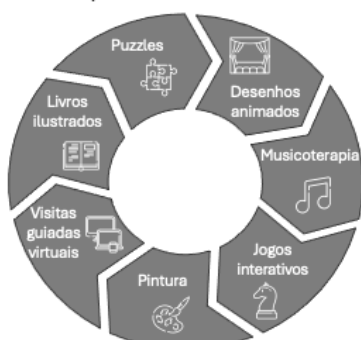 Puzzles
Desenhos
animados
Musicoterapia
Jogos
interativos
Pintura
Visitas
guiadas
virtuais
Livros
ilustrados